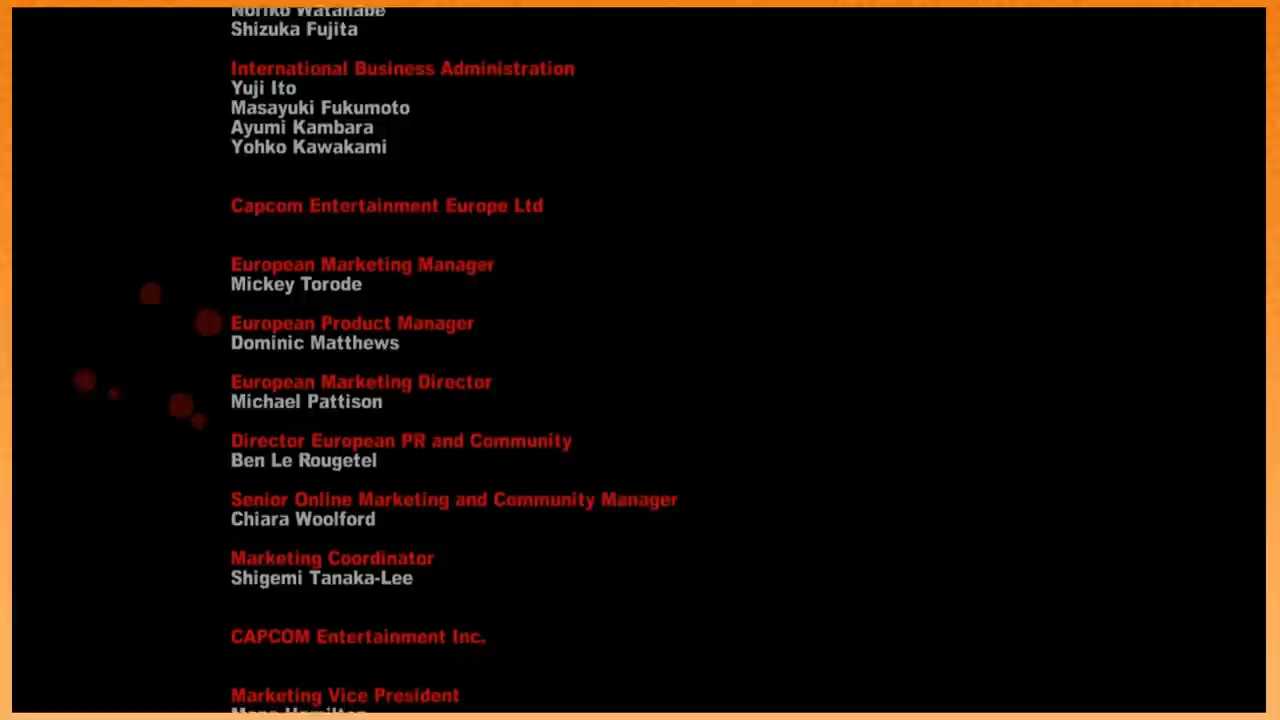 Noriko Watanabe
Shizuka Fujita
International Business Administration
Yuji Ito
Masayuki Fukumoto
Ayumi Kambara
Yohko Kawakami
Capcom Entertainment Europe Ltd
European Marketing Manager
Mickey Torode
European Product Manager
Dominic Matthews
European Marketing Director
Michael Pattison
Director European PR and Community
Ben Le Rougetel
Senior Online Marketing and Community Manager
Chiara Woolford
Marketing Coordinator
Shigemi Tanaka-Lee
CAPCOM Entertainment Inc.
Marketing Vice President